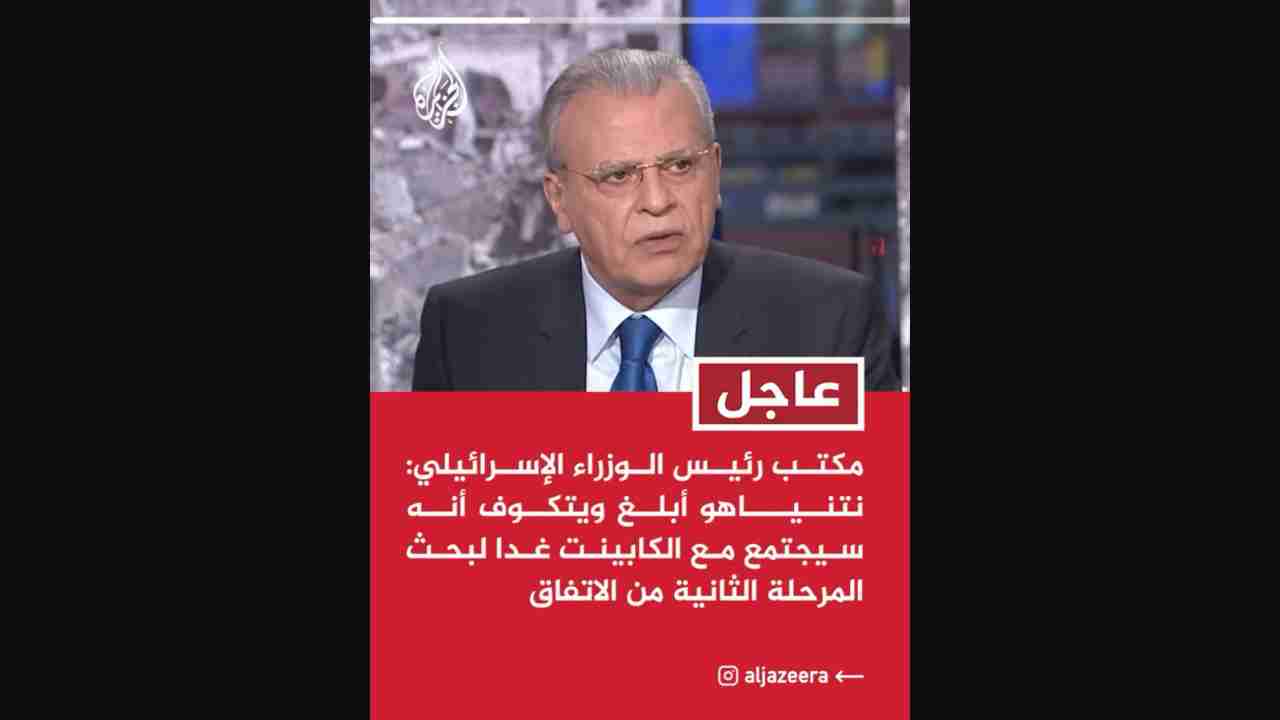 الجزيرة
عاجل
مكتب رئيس الوزراء الإسرائيلي:
نتنياهو أبلغ ويتكوف أنه
سيجتمع مع الكابينت غدا لبحث
المرحلة الثانية من الاتفاق
aljazeera